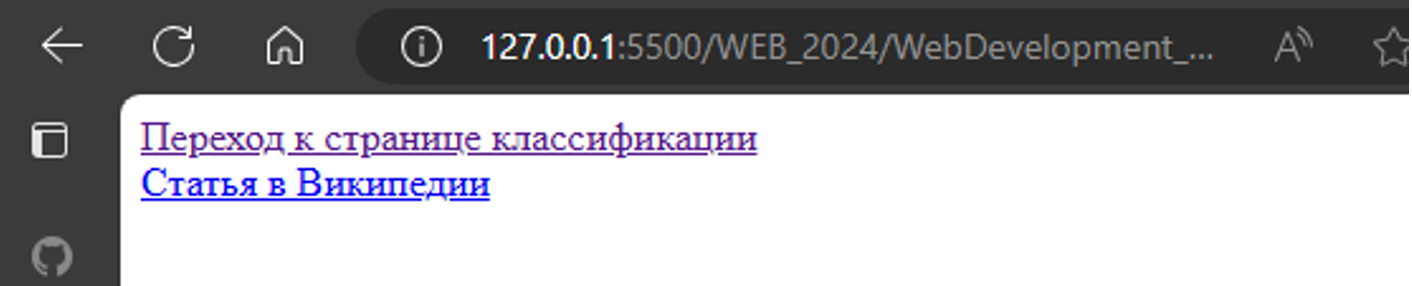 127.0.0.1:5500/WEB_2024/WebDevelopment_...
Переход к странице классификации
Статья в Википедии